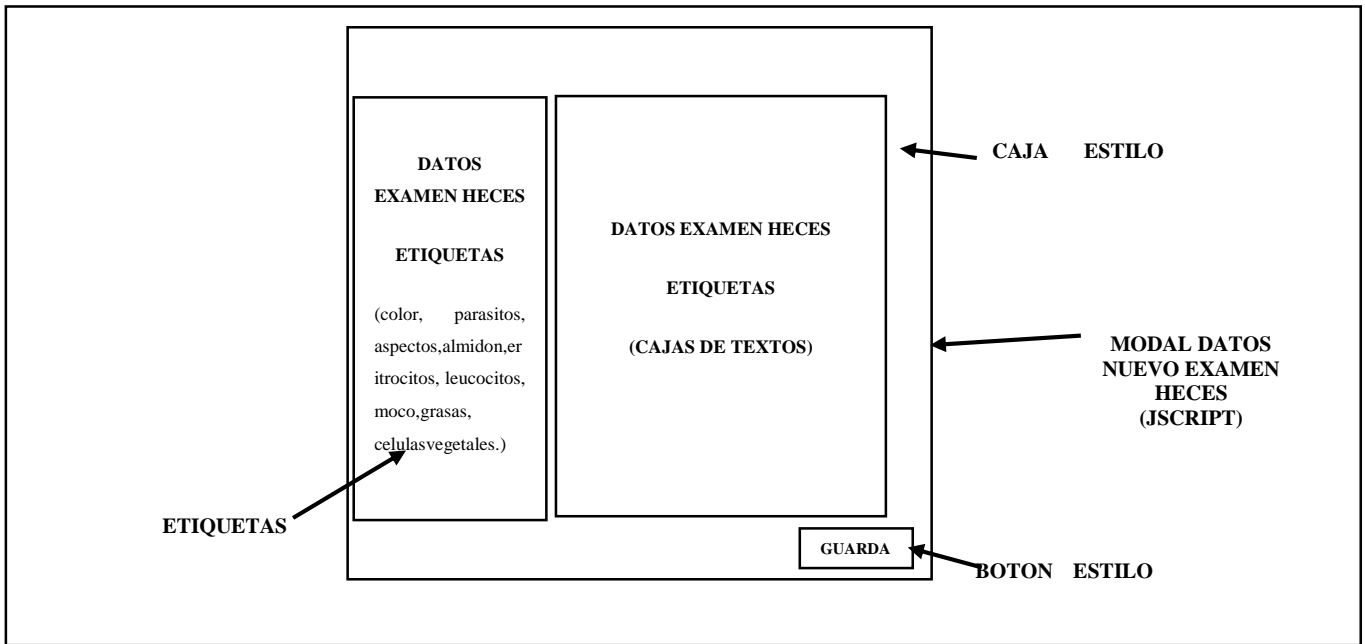 DATOS
EXAMEN HECES
ETIQUETAS
(color, parasitos,
aspectos,almidon,er
itrocitos, leucocitos,
moco,grasas,
celulasvegetales.)
DATOS EXAMEN HECES
ETIQUETAS
(CAJAS DE TEXTOS)
GUARDA
CAJA ESTILO
MODAL DATOS
NUEVO EXAMEN
HECES
(JSCRIPT)
ETIQUETAS
BOTON ESTILO